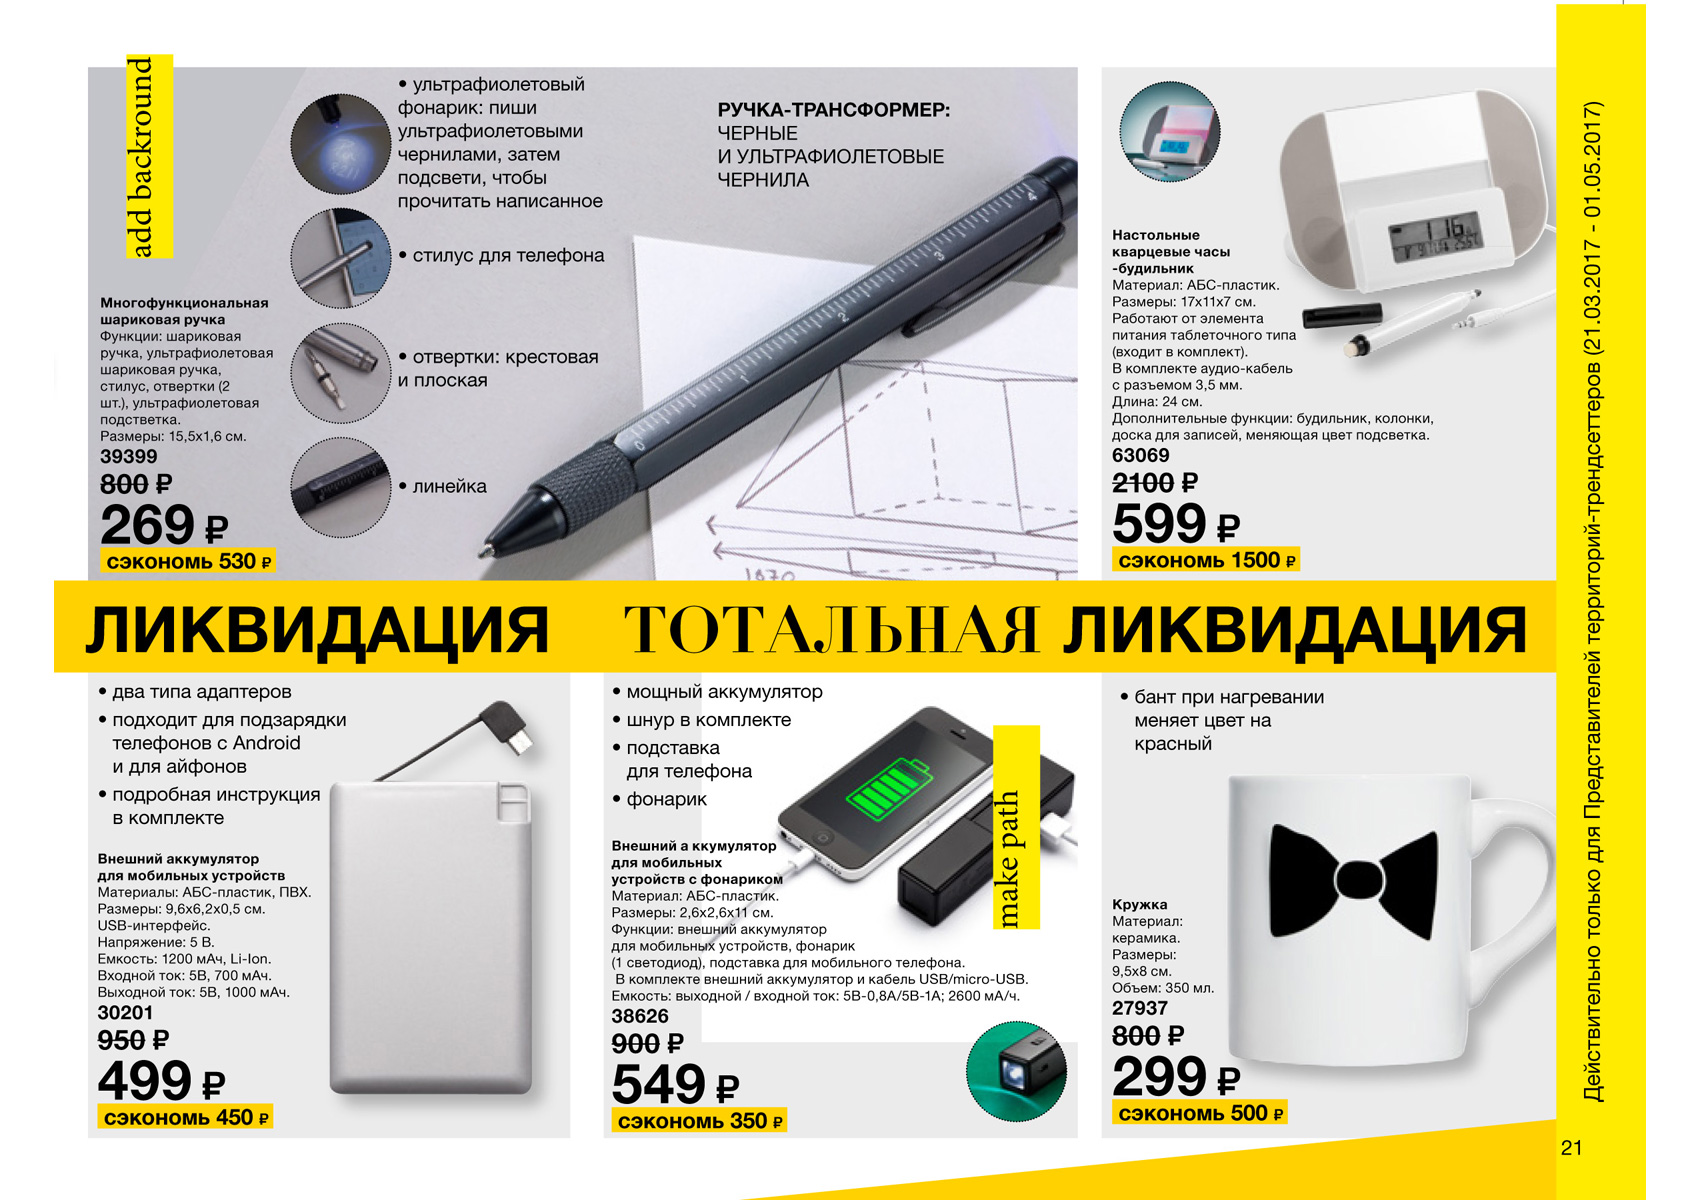 add backround
• ультрафиолетовый
фонарик: пиши
ультрафиолетовыми
чернилами, затем
подсвети, чтобы
прочитать написанное
• стилус для телефона
• отвертки: крестовая
и плоская
• линейка
РУЧКА-ТРАНСФОРМЕР:
ЧЕРНЫЕ
И УЛЬТРАФИОЛЕТОВЫЕ
ЧЕРНИЛА
0 1 2 3 4
1870
Многофункциональная
шариковая ручка
Функции: шариковая
ручка, ультрафиолетовая
шариковая ручка,
стилус, отвертки (2
шт.), ультрафиолетовая
подстветка.
Размеры: 15,5х1,6 см.
39399
800 ₽
269 ₽
сэкономь 530 ₽
Настольные
кварцевые часы
-будильник
Материал: АБС-пластик.
Размеры: 17х11х7 см.
Работают от элемента
питания таблеточного типа
(входит в комплект).
В комплекте аудио-кабель
с разъемом 3,5 мм.
Длина: 24 см.
Дополнительные функции: будильник, колонки,
доска для записей, меняющая цвет подсветка.
63069
2100 ₽
599 ₽
сэкономь 1500 ₽
ЛИКВИДАЦИЯ ТОТАЛЬНАЯ ЛИКВИДАЦИЯ
• два типа адаптеров
• подходит для подзарядки
телефонов с Android
и для айфонов
• подробная инструкция
в комплекте
Внешний аккумулятор
для мобильных устройств
Материалы: АБС-пластик, ПВХ.
Размеры: 9,6х6,2х0,5 см.
USB-интерфейс.
Напряжение: 5 В.
Емкость: 1200 мАч, Li-Ion.
Входной ток: 5В, 700 мАч.
Выходной ток: 5В, 1000 мАч.
30201
950 ₽
499 ₽
сэкономь 450 ₽
• мощный аккумулятор
• шнур в комплекте
• подставка
для телефона
• фонарик
make path
Внешний а ккумулятор
для мобильных
устройств с фонариком
Материал: АБС-пластик.
Размеры: 2,6х2,6х11 см.
Функции: внешний аккумулятор
для мобильных устройств, фонарик
(1 светодиод), подставка для мобильного телефона.
В комплекте внешний аккумулятор и кабель USB/micro-USB.
Емкость: выходной / входной ток: 5В-0,8А/5В-1А; 2600 мА/ч.
38626
900 ₽
549 ₽
сэкономь 350 ₽
• бант при нагревании
меняет цвет на
красный
Кружка
Материал:
керамика.
Размеры:
9,5х8 см.
Объем: 350 мл.
27937
800 ₽
299 ₽
сэкономь 500 ₽
Действительно только для Представителей территорий-трендсеттеров (21.03.2017 - 01.05.2017)
21